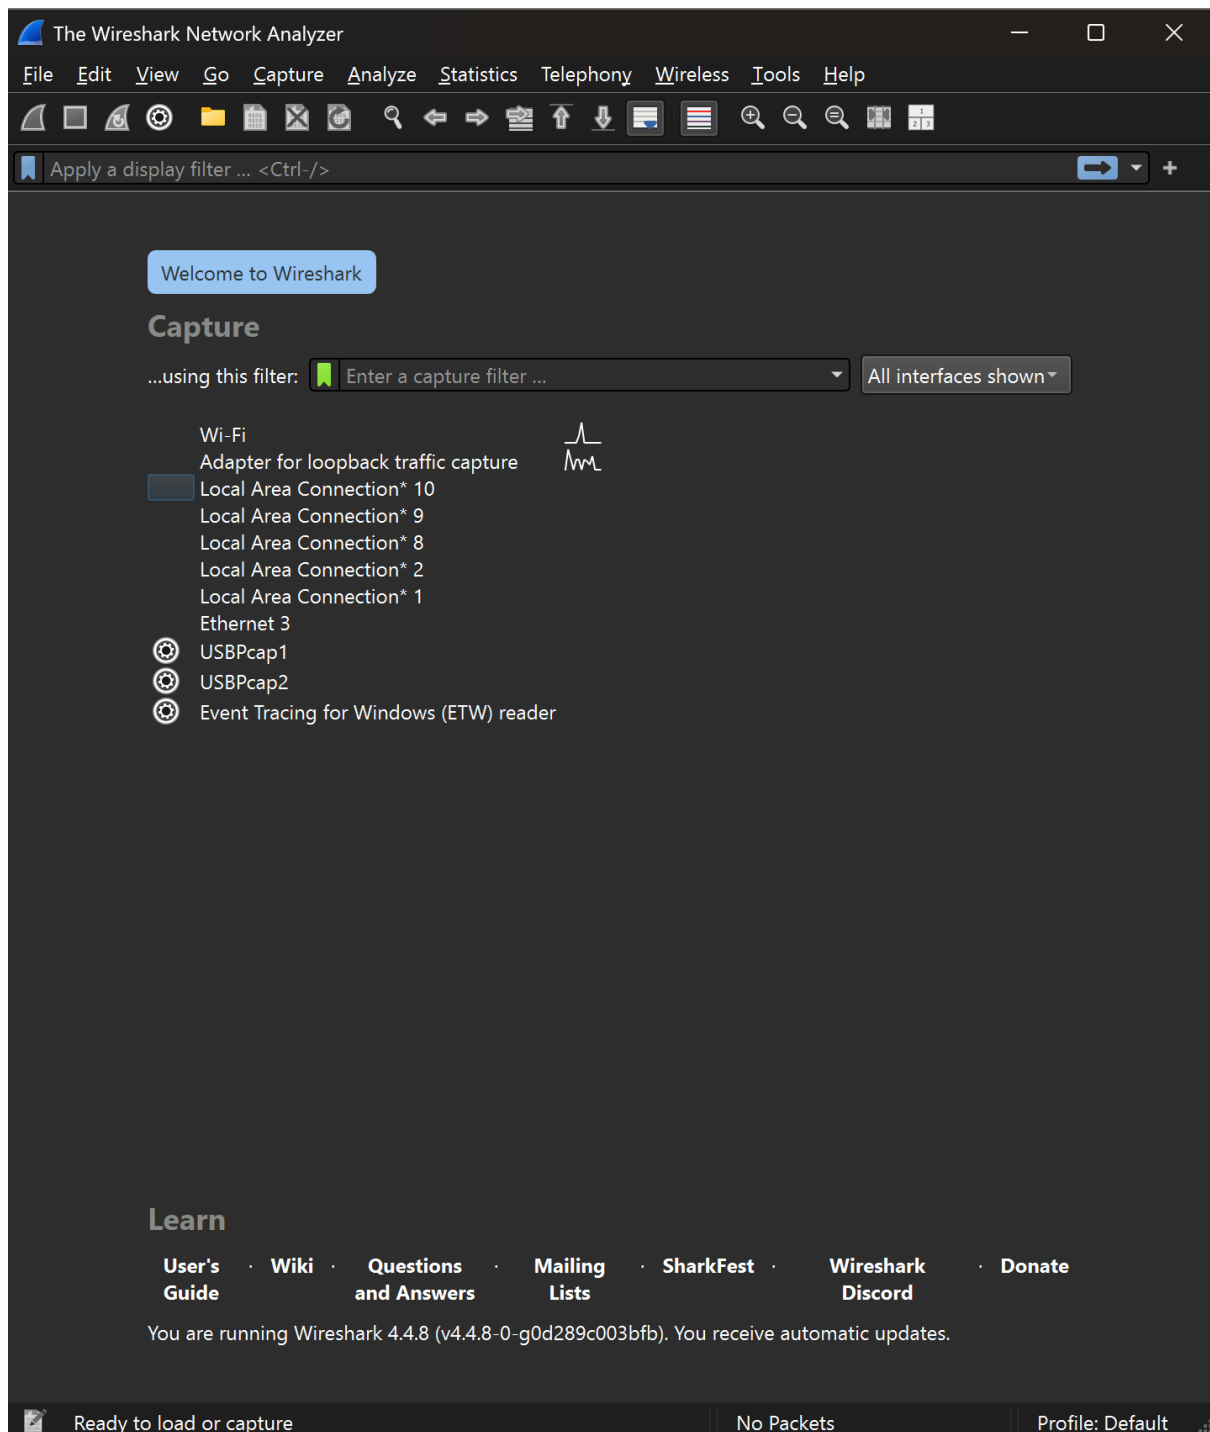 The Wireshark Network Analyzer
File Edit View Go Capture Analyze Statistics Telephony Wireless Tools Help
Apply a display filter ... <Ctrl-/>
Welcome to Wireshark
Capture
...using this filter: Enter a capture filter ... All interfaces shown
Wi-Fi
Adapter for loopback traffic capture
Local Area Connection* 10
Local Area Connection* 9
Local Area Connection* 8
Local Area Connection* 2
Local Area Connection* 1
Ethernet 3
USBPcap1
USBPcap2
Event Tracing for Windows (ETW) reader
Learn
User's Guide · Wiki · Questions and Answers · Mailing Lists · SharkFest · Wireshark Discord · Donate
You are running Wireshark 4.4.8 (v4.4.8-0-g0d289c003bfb). You receive automatic updates.
Ready to load or capture No Packets Profile: Default